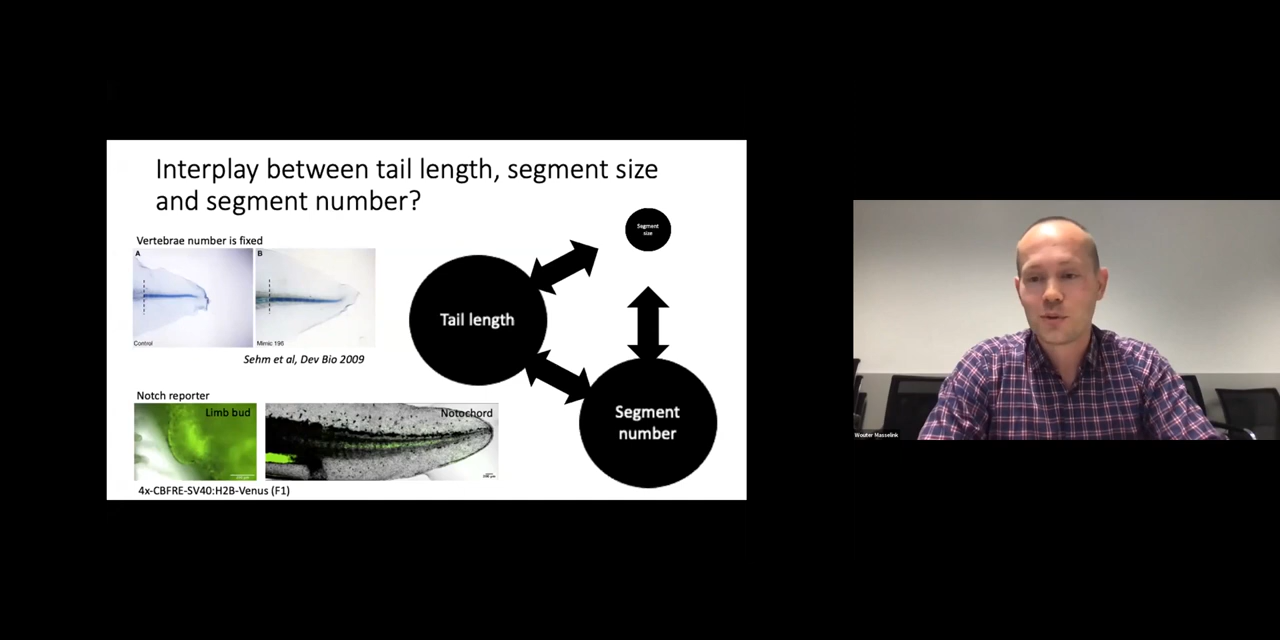 Interplay between tail length, segment size
and segment number?
Vertebrae number is fixed
A
B
Control
Mimic 196
Sehm et al, Dev Bio 2009
Segment
size
Tail length
Segment
number
Notch reporter
Limb bud
Notochord
4x-CBFRE-SV40:H2B-Venus (F1)
Wouter Masselink